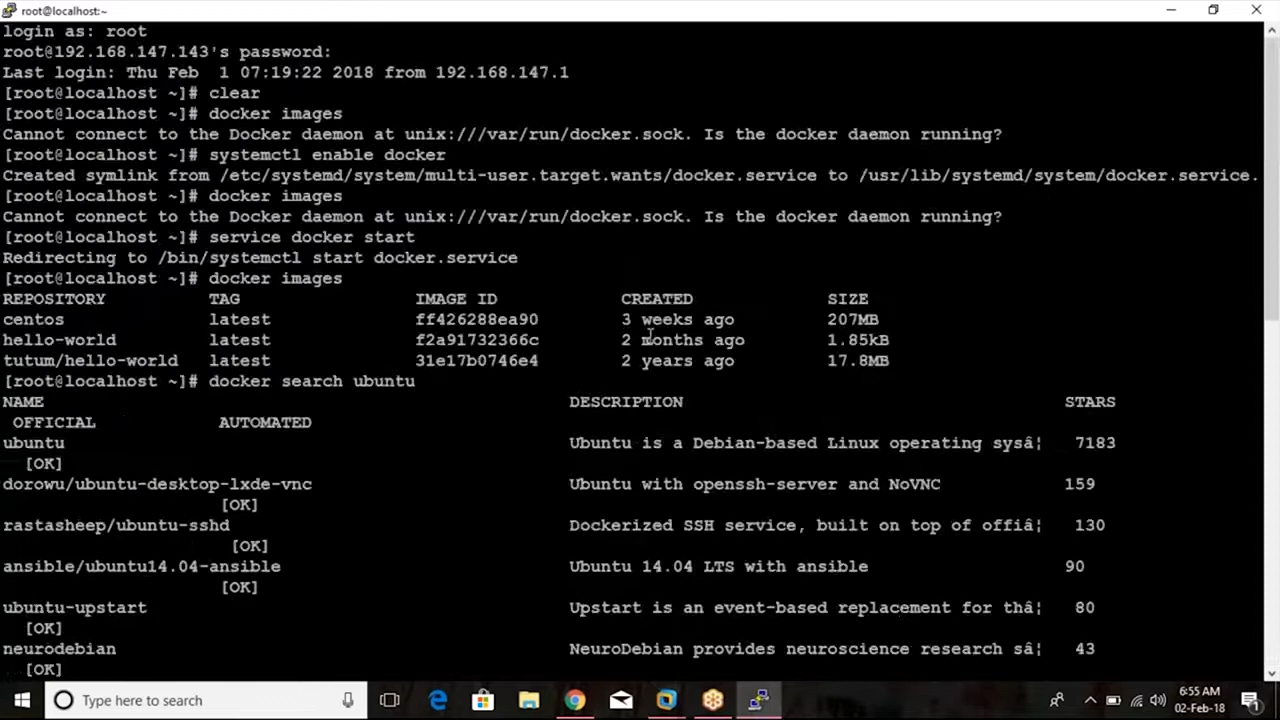 root@localhost:~
login as: root
root@192.168.147.143's password:
Last login: Thu Feb  1 07:19:22 2018 from 192.168.147.1
[root@localhost ~]# clear
[root@localhost ~]# docker images
Cannot connect to the Docker daemon at unix:///var/run/docker.sock. Is the docker daemon running?
[root@localhost ~]# systemctl enable docker
Created symlink from /etc/systemd/system/multi-user.target.wants/docker.service to /usr/lib/systemd/system/docker.service.
[root@localhost ~]# docker images
Cannot connect to the Docker daemon at unix:///var/run/docker.sock. Is the docker daemon running?
[root@localhost ~]# service docker start
Redirecting to /bin/systemctl start docker.service
[root@localhost ~]# docker images
REPOSITORY          TAG                 IMAGE ID            CREATED             SIZE
centos              latest              ff426288ea90        3 weeks ago         207MB
hello-world         latest              f2a91732366c        2 months ago        1.85kB
tutum/hello-world   latest              31e17b0746e4        2 years ago         17.8MB
[root@localhost ~]# docker search ubuntu
NAME                                                   DESCRIPTION                                     STARS
 OFFICIAL            AUTOMATED
ubuntu                                                 Ubuntu is a Debian-based Linux operating sysâ¦   7183
  [OK]
dorowu/ubuntu-desktop-lxde-vnc                         Ubuntu with openssh-server and NoVNC            159
                     [OK]
rastasheep/ubuntu-sshd                                 Dockerized SSH service, built on top of offiâ¦   130
                      [OK]
ansible/ubuntu14.04-ansible                            Ubuntu 14.04 LTS with ansible                   90
                     [OK]
ubuntu-upstart                                         Upstart is an event-based replacement for thâ¦   80
  [OK]
neurodebian                                            NeuroDebian provides neuroscience research sâ¦   43
  [OK]
Type here to search
6:55 AM
02-Feb-18
1